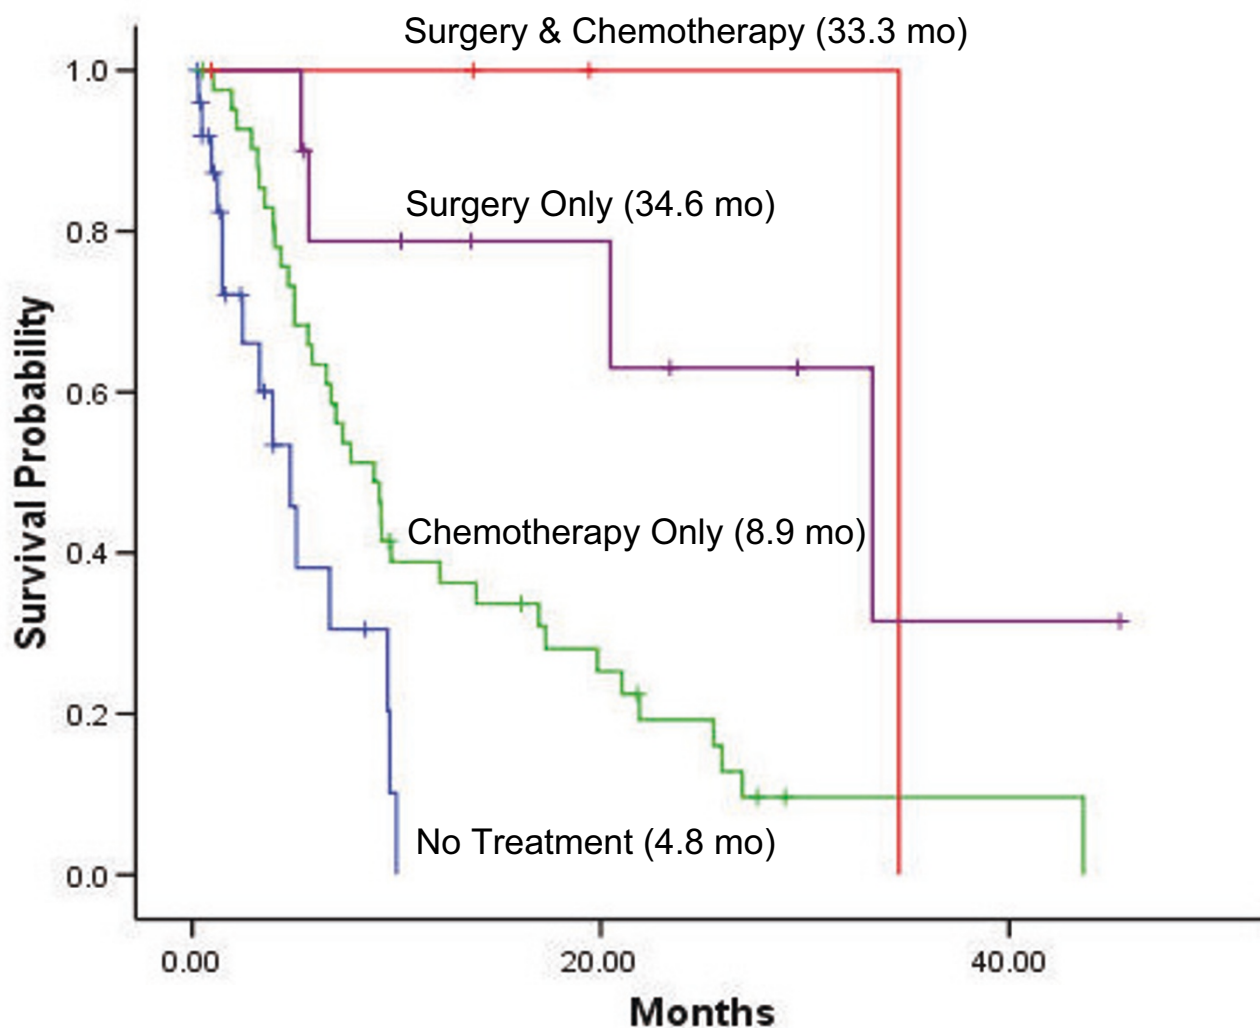 Surgery & Chemotherapy (33.3 mo)
1.0
Surgery Only (34.6 mo)
0.8
0.6
Chemotherapy Only (8.9 mo)
0.4
0.2
No Treatment (4.8 mo)
0.0
Survival Probability
0.00 20.00 40.00
Months